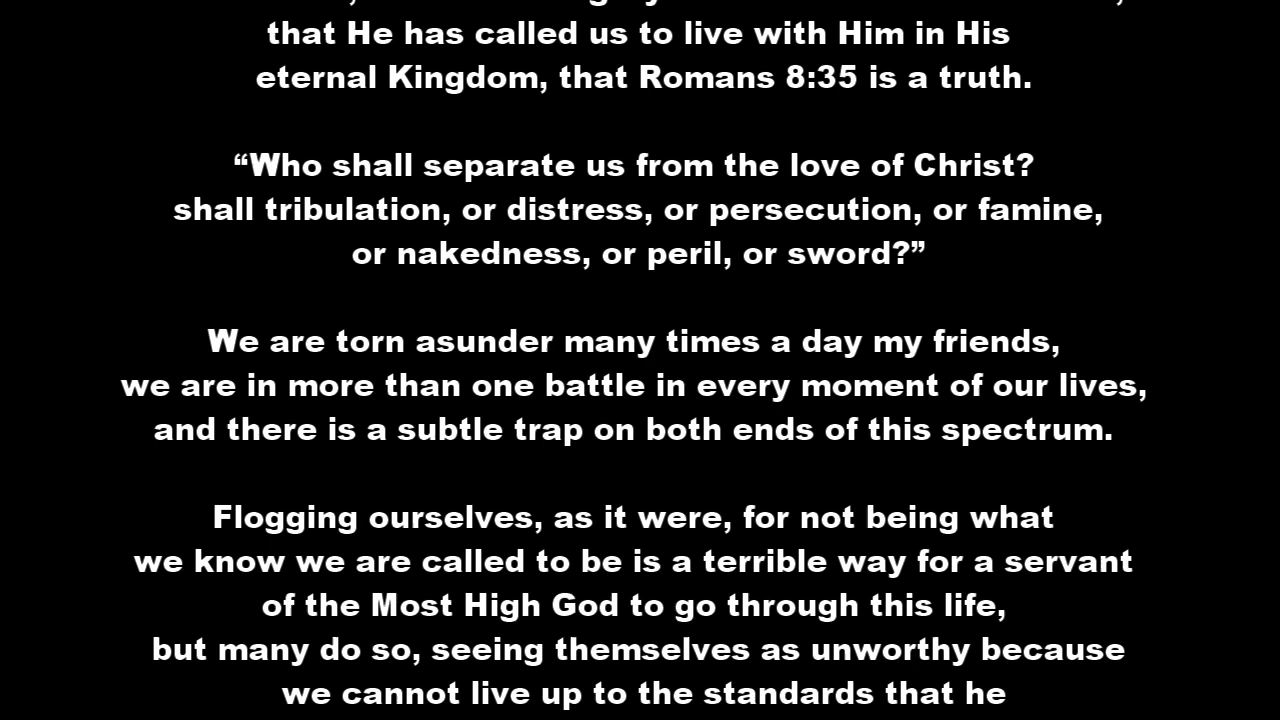 that He has called us to live with Him in His
eternal Kingdom, that Romans 8:35 is a truth.
“Who shall separate us from the love of Christ?
shall tribulation, or distress, or persecution, or famine,
or nakedness, or peril, or sword?”
We are torn asunder many times a day my friends,
we are in more than one battle in every moment of our lives,
and there is a subtle trap on both ends of this spectrum.
Flogging ourselves, as it were, for not being what
we know we are called to be is a terrible way for a servant
of the Most High God to go through this life,
but many do so, seeing themselves as unworthy because
we cannot live up to the standards that he